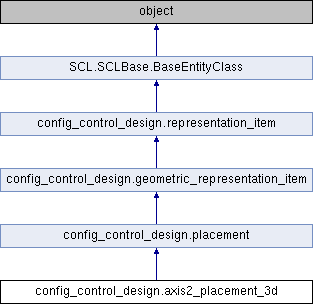 object
SCL.SCLBase.BaseEntityClass
config_control_design.representation_item
config_control_design.geometric_representation_item
config_control_design.placement
config_control_design.axis2_placement_3d